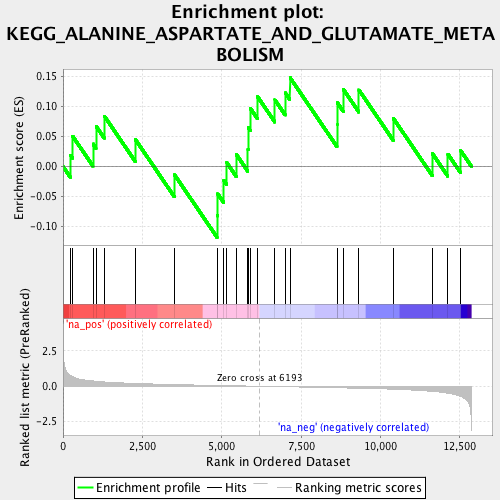 Enrichment plot:
KEGG_ALANINE_ASPARTATE_AND_GLUTAMATE_META
BOLISM
Enrichment score (ES)
0.15
0.10
0.05
0.00
-0.05
-0.10
'na_pos' (positively correlated)
Ranked list metric (PreRanked)
2.5
0.0
-2.5
Zero cross at 6193
'na_neg' (negatively correlated)
0
2,500
5,000
7,500
10,000
12,500
Rank in Ordered Dataset
Enrichment profile
Hits
Ranking metric scores